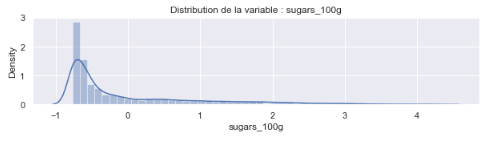 Distribution de la variable : sugars_100g
3
2
1
0
Density
-1 0 1 2 3 4
sugars_100g